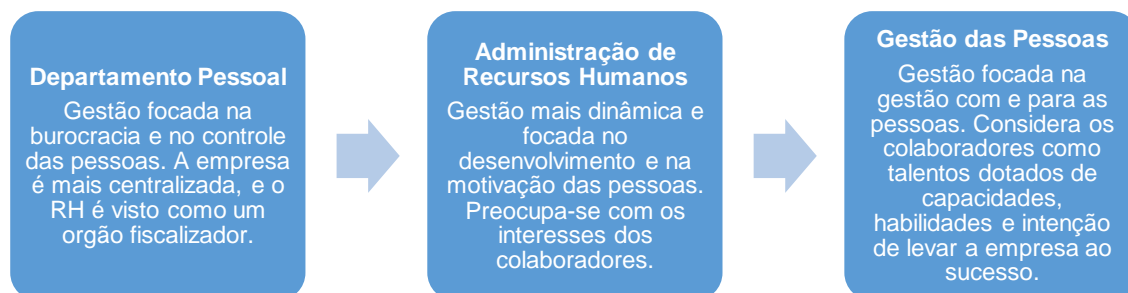 Departamento Pessoal
Gestão focada na
burocracia e no controle
das pessoas. A empresa
é mais centralizada, e o
RH é visto como um
orgão fiscalizador.
Administração de
Recursos Humanos
Gestão mais dinâmica e
focada no
desenvolvimento e na
motivação das pessoas.
Preocupa-se com os
interesses dos
colaboradores.
Gestão das Pessoas
Gestão focada na
gestão com e para as
pessoas. Considera os
colaboradores como
talentos dotados de
capacidades,
habilidades e intenção
de levar a empresa ao
sucesso.